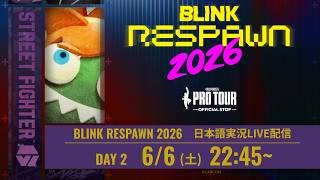 STREET FIGHTER
BLINK
RESPAWN
2026
PRO TOUR
OFFICIAL STOP
BLINK RESPAWN 2026 日本語実況LIVE配信
DAY 2 6/6 (土) 22:45~